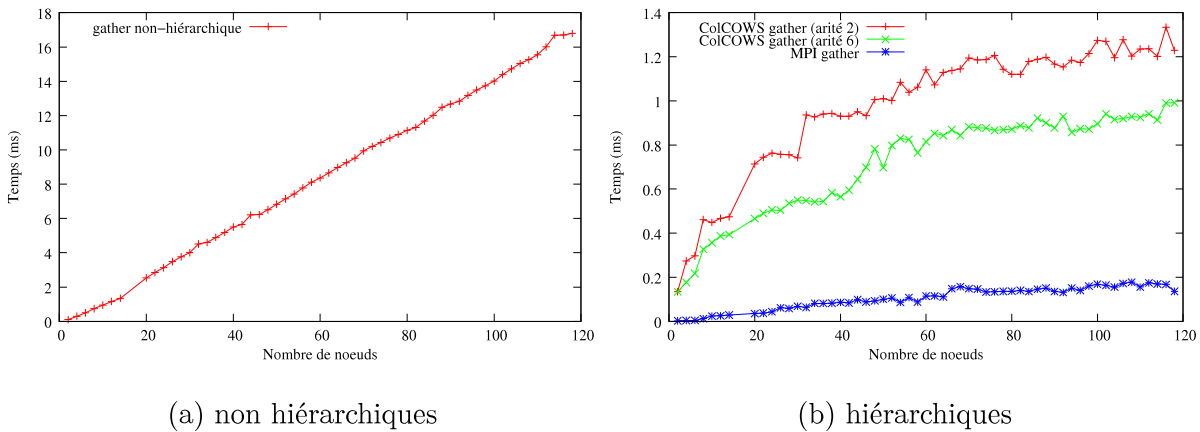 gather non-hiérarchique
Temps (ms)
18
16
14
12
10
8
6
4
2
0
0 20 40 60 80 100 120
Nombre de noeuds
(a) non hiérarchiques
ColCOWS gather (arité 2)
ColCOWS gather (arité 6)
MPI gather
Temps (ms)
1.4
1.2
1
0.8
0.6
0.4
0.2
0
0 20 40 60 80 100 120
Nombre de noeuds
(b) hiérarchiques